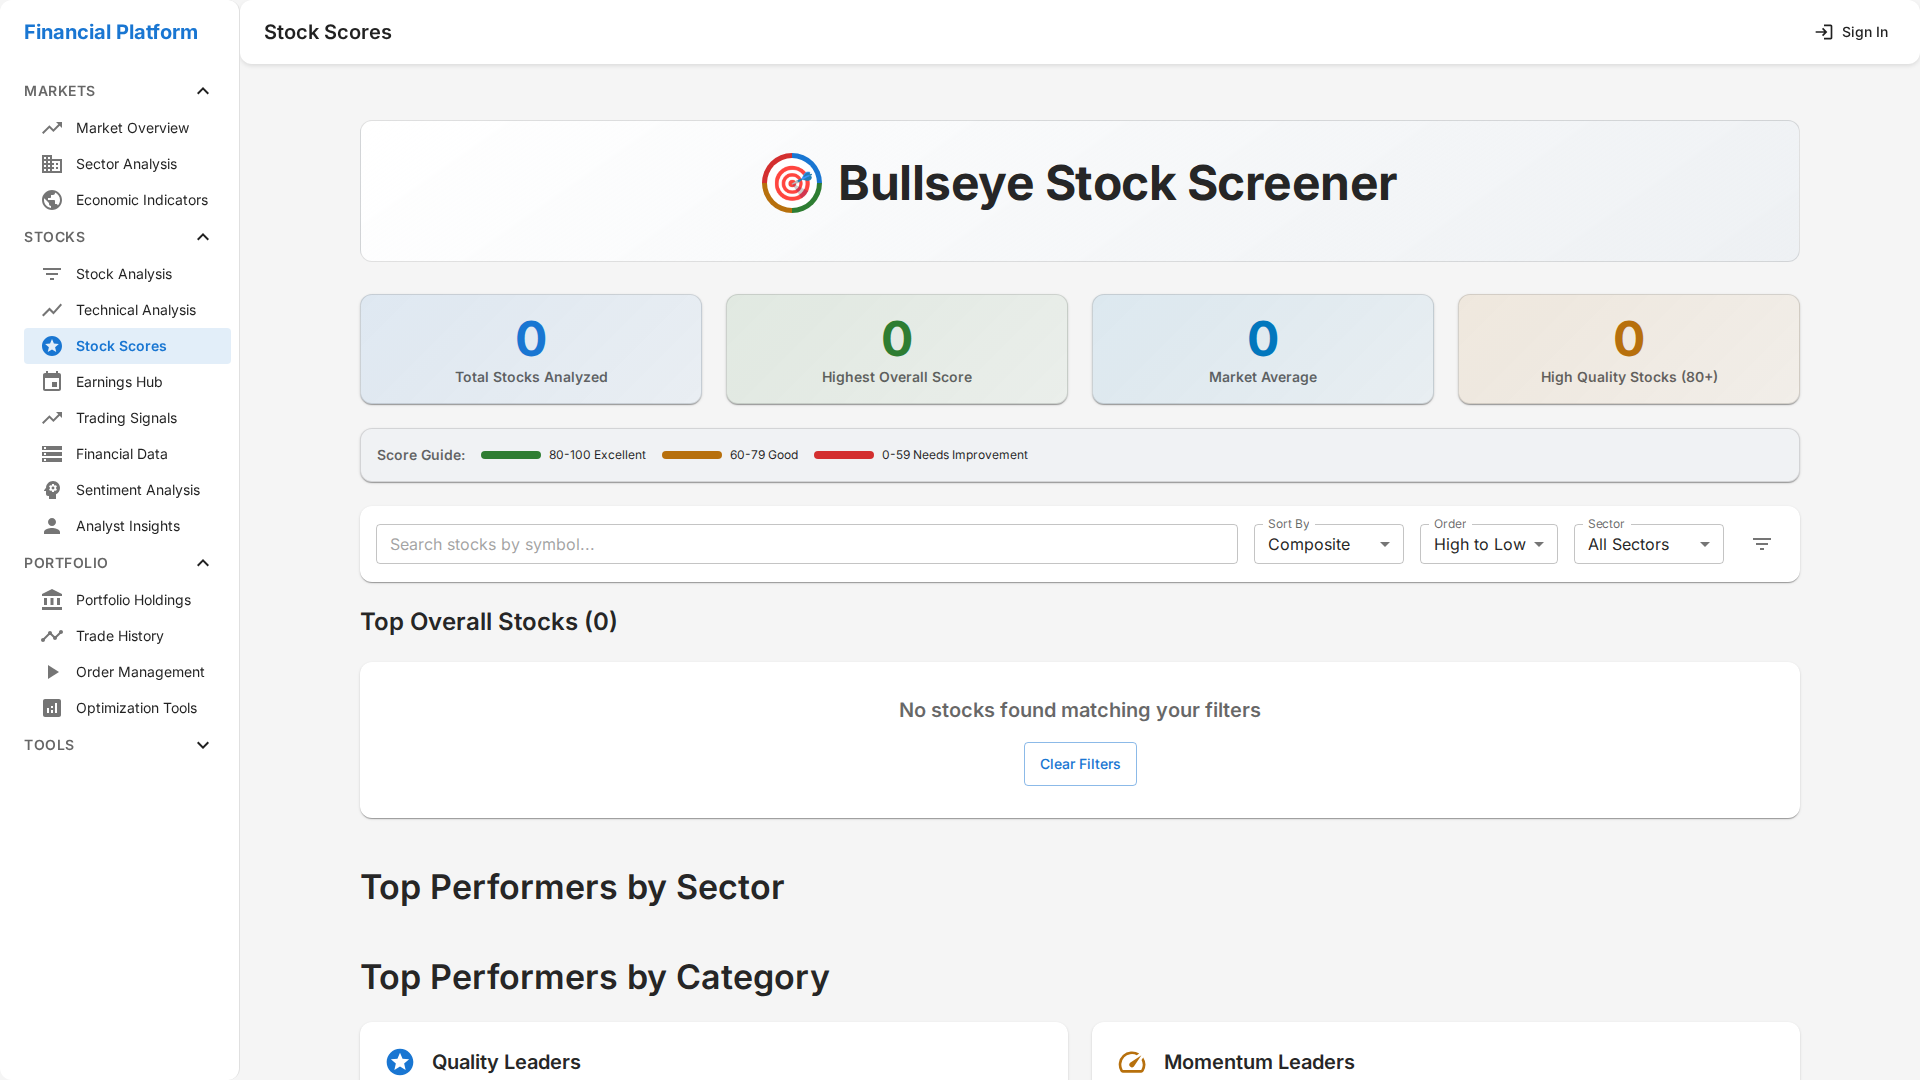 Financial Platform
MARKETS
Market Overview
Sector Analysis
Economic Indicators
STOCKS
Stock Analysis
Technical Analysis
Stock Scores
Earnings Hub
Trading Signals
Financial Data
Sentiment Analysis
Analyst Insights
PORTFOLIO
Portfolio Holdings
Trade History
Order Management
Optimization Tools
TOOLS
Stock Scores
Sign In
Bullseye Stock Screener
0
Total Stocks Analyzed
0
Highest Overall Score
0
Market Average
0
High Quality Stocks (80+)
Score Guide: 80-100 Excellent 60-79 Good 0-59 Needs Improvement
Search stocks by symbol...
Sort By
Composite
Order
High to Low
Sector
All Sectors
Top Overall Stocks (0)
No stocks found matching your filters
Clear Filters
Top Performers by Sector
Top Performers by Category
Quality Leaders
Momentum Leaders